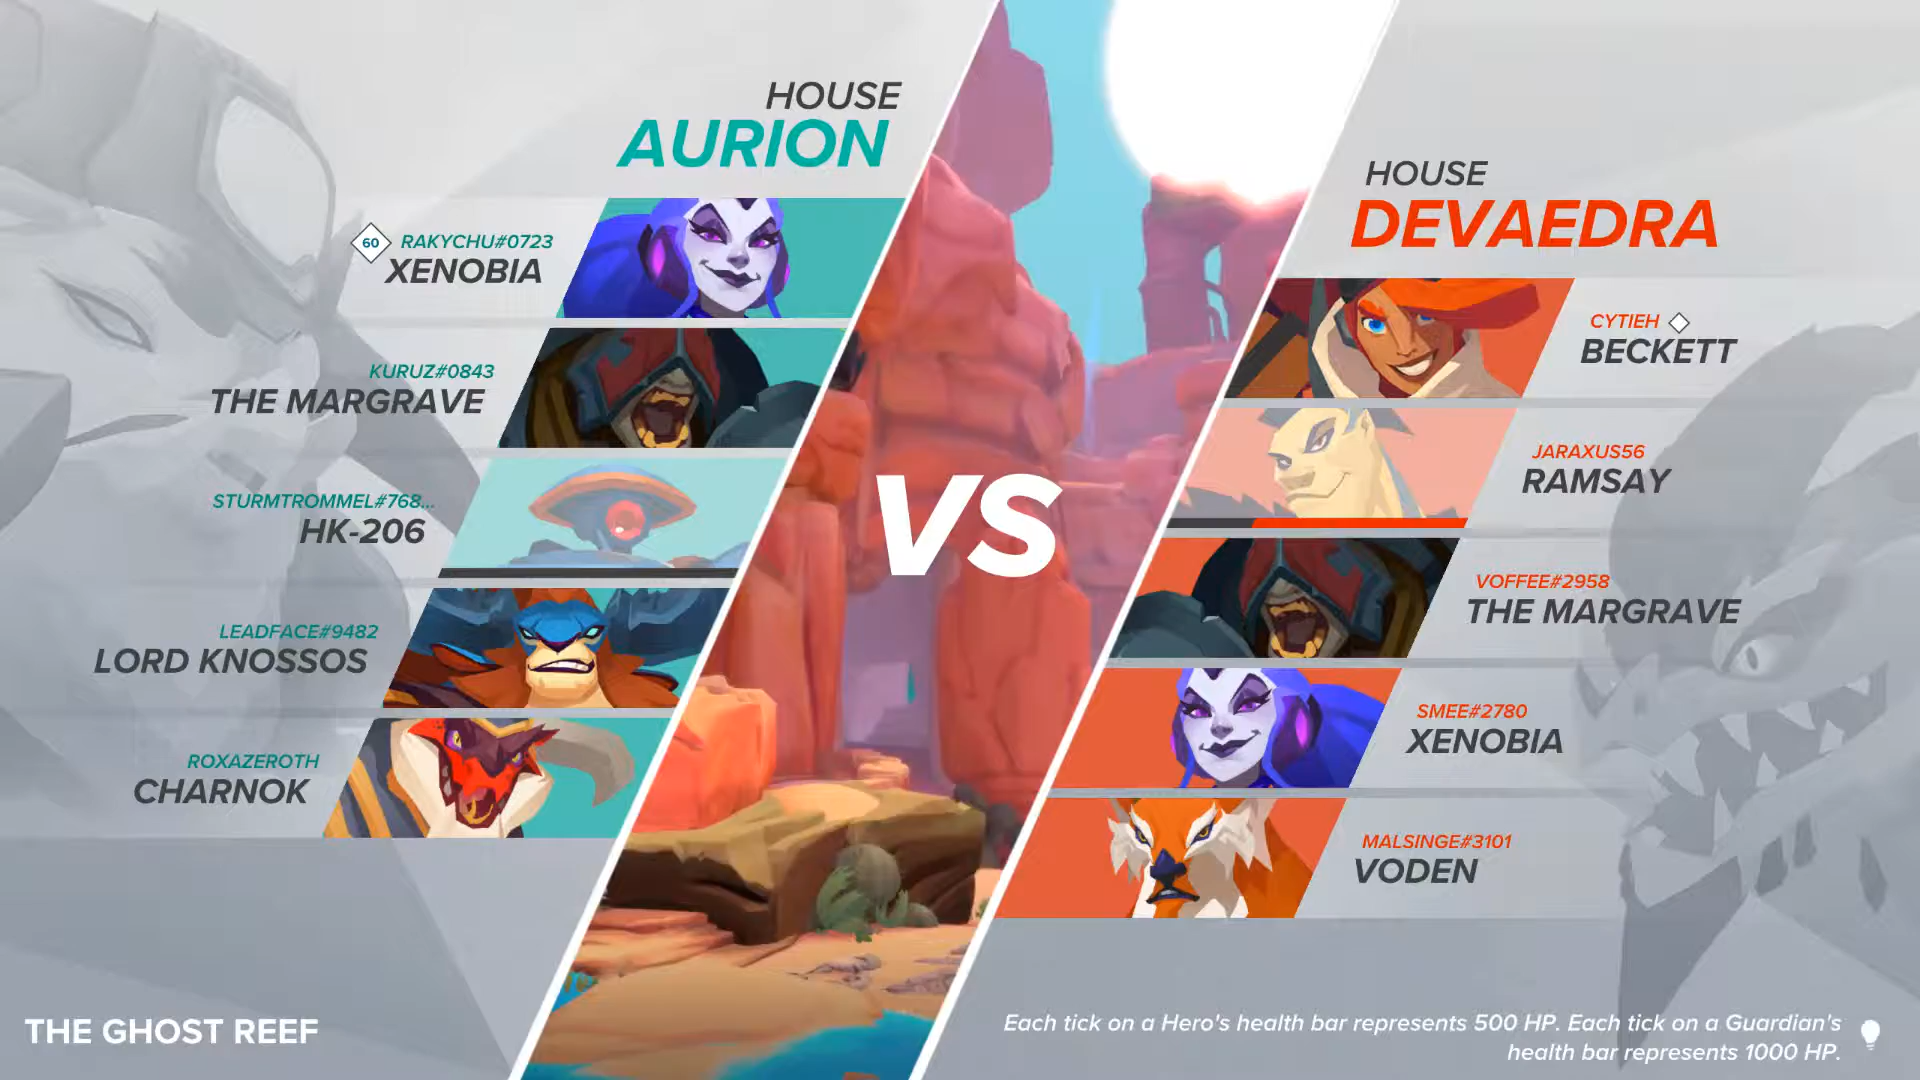 HOUSE
AURION
60
RAKYCHU#0723
XENOBIA
KURUZ#0843
THE MARGRAVE
STURMTROMMEL#768...
HK-206
LEADFACE#9482
LORD KNOSSOS
ROXAZEROTH
CHARNOK
VS
HOUSE
DEVAEDRA
CYTIEH
BECKETT
JARAXUS56
RAMSAY
VOFFEE#2958
THE MARGRAVE
SMEE#2780
XENOBIA
MALSINGE#3101
VODEN
THE GHOST REEF
Each tick on a Hero's health bar represents 500 HP. Each tick on a Guardian's
health bar represents 1000 HP.